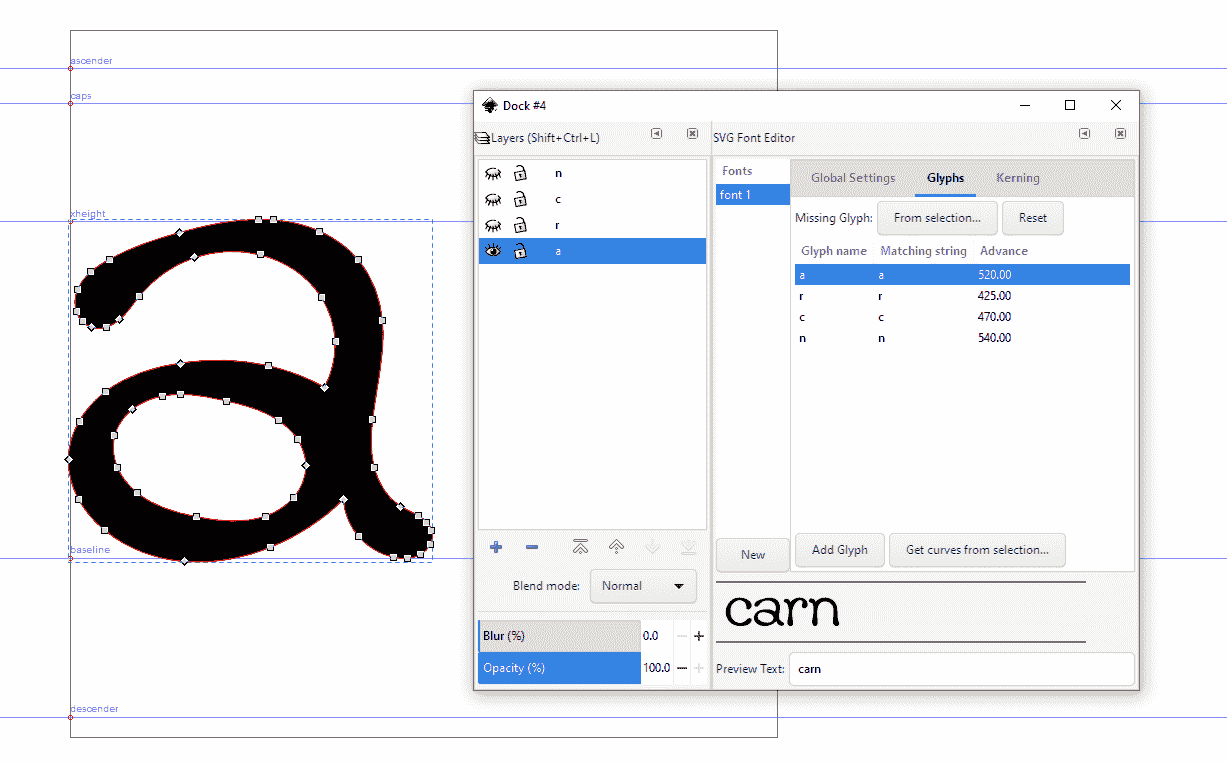 ascender
caps
xheight
a
baseline
descender
Dock #4
Layers (Shift+Ctrl+L)
n
c
r
a
Blend mode: Normal
Blur (%) 0.0
Opacity (%) 100.0
SVG Font Editor
Fonts
font 1
New
Global Settings Glyphs Kerning
Missing Glyph: From selection... Reset
Glyph name Matching string Advance
a a 520.00
r r 425.00
c c 470.00
n n 540.00
Add Glyph Get curves from selection...
carn
Preview Text: carn